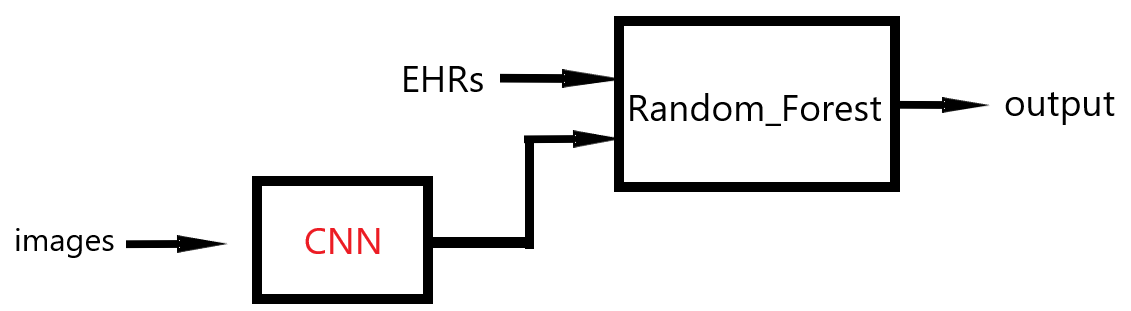 EHRs
Random_Forest
output
images
CNN